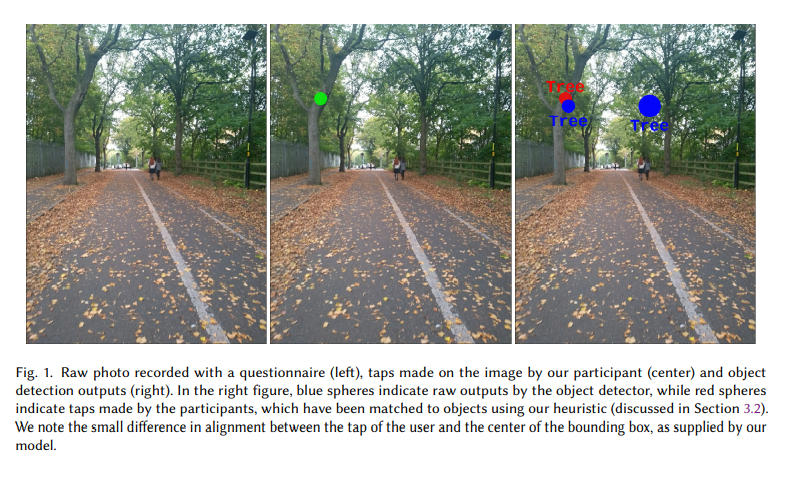 Tree
Tree
Tree
Fig. 1. Raw photo recorded with a questionnaire (left), taps made on the image by our participant (center) and object
detection outputs (right). In the right figure, blue spheres indicate raw outputs by the object detector, while red spheres
indicate taps made by the participants, which have been matched to objects using our heuristic (discussed in Section 3.2).
We note the small difference in alignment between the tap of the user and the center of the bounding box, as supplied by our
model.